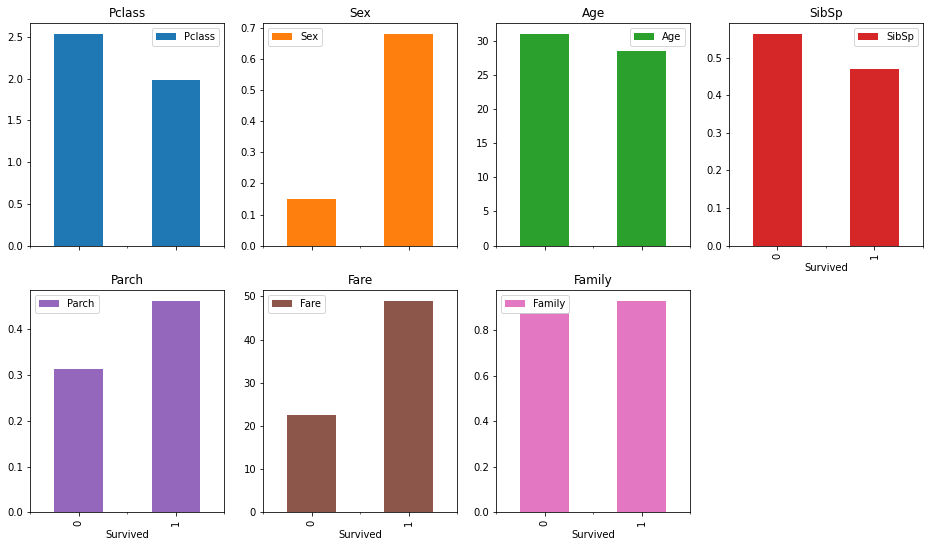 Pclass
2.5
2.0
1.5
1.0
0.5
0.0
Pclass
Sex
0.7
0.6
0.5
0.4
0.3
0.2
0.1
0.0
Sex
Age
30
25
20
15
10
5
0
Age
SibSp
0.5
0.4
0.3
0.2
0.1
0.0
SibSp
0
1
Survived
Parch
0.4
0.3
0.2
0.1
0.0
Parch
0
1
Survived
Fare
50
40
30
20
10
0
Fare
0
1
Survived
Family
0.8
0.6
0.4
0.2
0.0
Family
0
1
Survived